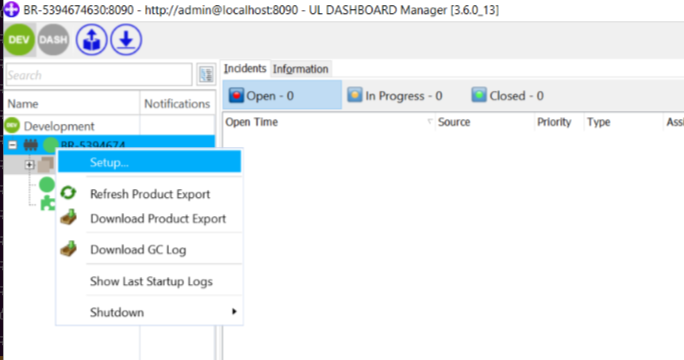 BR-5394674630:8090 - http://admin@localhost:8090 - UL DASHBOARD Manager [3.6.0_13]
DEV DASH
Search
Incidents Information
Open - 0 In Progress - 0 Closed - 0
Name Notifications
Open Time Source Priority Type Assi
DEV Development
BR-5394674
Setup...
Refresh Product Export
Download Product Export
Download GC Log
Show Last Startup Logs
Shutdown